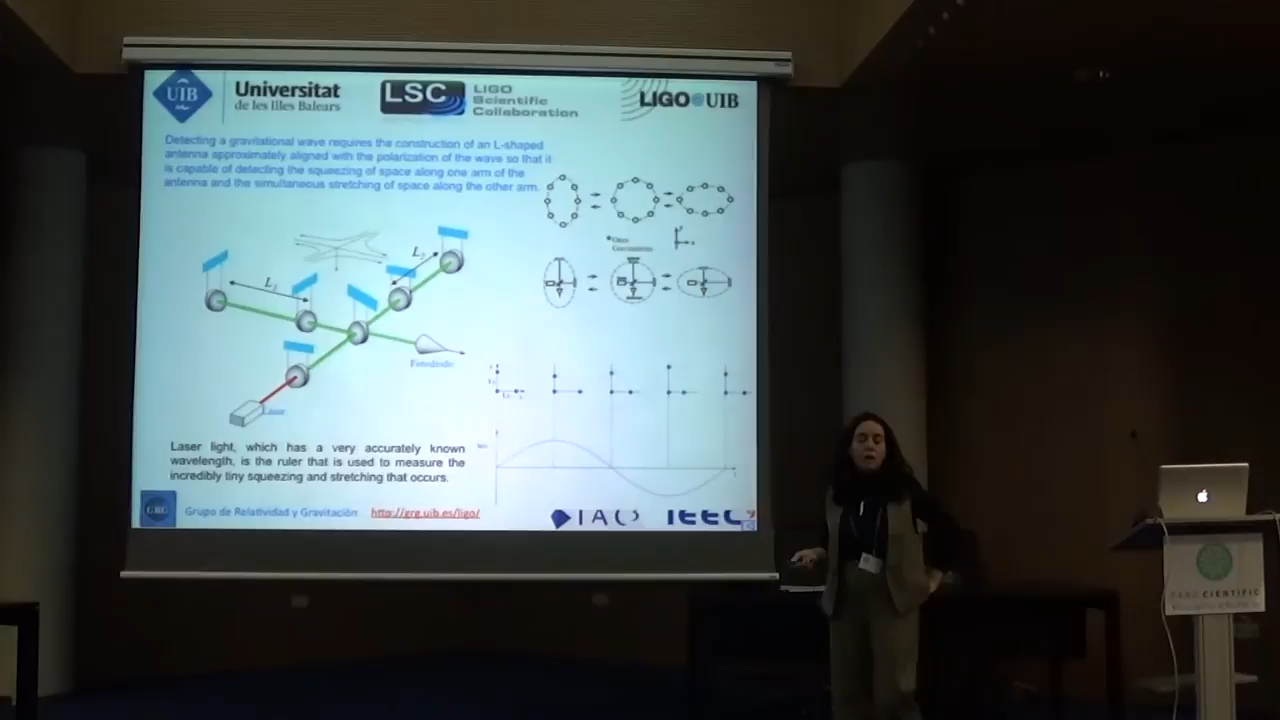 UIB
Universitat
de les Illes Balears
LSC
LIGO
Scientific
Collaboration
LIGO@UIB
Detecting a gravitational wave requires the construction of an L-shaped
antenna approximately aligned with the polarization of the wave so that it
is capable of detecting the squeezing of space along one arm of the
antenna and the simultaneous stretching of space along the other arm.
L
L
Fotodiodo
Laser
Laser light, which has a very accurately known
wavelength, is the ruler that is used to measure the
incredibly tiny squeezing and stretching that occurs.
GRG
Grupo de Relatividad y Gravitación
http://grg.uib.es/ligo/
IAC
IEEC
PARC CIENTIFIC